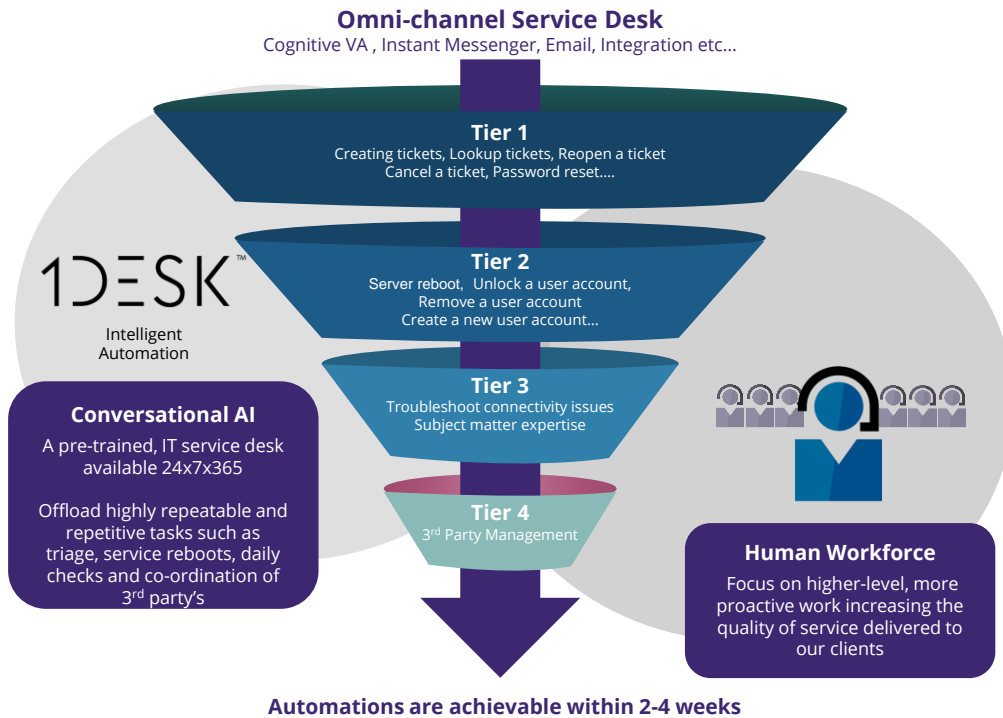 Omni-channel Service Desk
Cognitive VA , Instant Messenger, Email, Integration etc...
Tier 1
Creating tickets, Lookup tickets, Reopen a ticket
Cancel a ticket, Password reset....
Tier 2
Server reboot, Unlock a user account,
Remove a user account
Create a new user account...
1DESK™
Intelligent
Automation
Tier 3
Troubleshoot connectivity issues
Subject matter expertise
Conversational AI
A pre-trained, IT service desk
available 24x7x365
Offload highly repeatable and
repetitive tasks such as
triage, service reboots, daily
checks and co-ordination of
3rd party's
Tier 4
3rd Party Management
Human Workforce
Focus on higher-level, more
proactive work increasing the
quality of service delivered to
our clients
Automations are achievable within 2-4 weeks